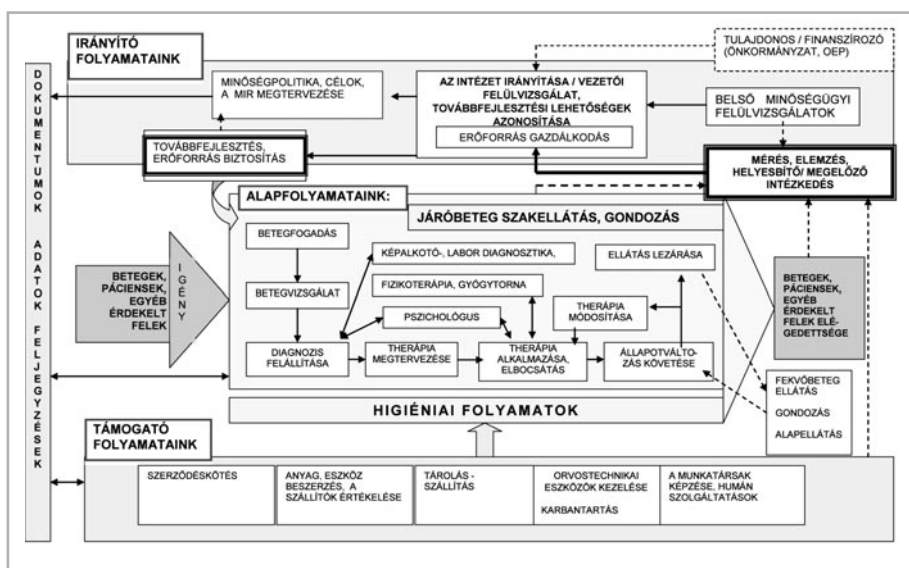 IRÁNYÍTÓ
FOLYAMATAINK
TULAJDONOS / FINANSZÍROZÓ
(ÖNKORMÁNYZAT, OEP)
MINŐSÉGPOLITIKA, CÉLOK,
A MIR MEGTERVEZÉSE
AZ INTÉZET IRÁNYÍTÁSA / VEZETŐI
FELÜLVIZSGÁLAT,
TOVÁBBFEJLESZTÉSI LEHETŐSÉGEK
AZONOSÍTÁSA
ERŐFORRÁS GAZDÁLKODÁS
BELSŐ MINŐSÉGÜGYI
FELÜLVIZSGÁLATOK
TOVÁBBFEJLESZTÉS,
ERŐFORRÁS BIZTOSÍTÁS
MÉRÉS, ELEMZÉS,
HELYESBÍTŐ/ MEGELŐZŐ
INTÉZKEDÉS
DOKUMENTUMOK ADATOK FELJEGYZÉSEK
ALAPFOLYAMATAINK:
JÁRÓBETEG SZAKELLÁTÁS, GONDOZÁS
BETEGFOGADÁS
KÉPALKOTÓ-, LABOR DIAGNOSZTIKA,
ELLÁTÁS LEZÁRÁSA
BETEGEK,
PÁCIENSEK,
EGYÉB
ÉRDEKELT
FELEK
IGÉNY
BETEGVIZSGÁLAT
FIZIKOTERÁPIA, GYÓGYTORNA
PSZICHOLÓGUS
THERÁPIA
MÓDOSÍTÁSA
DIAGNOZIS
FELÁLLÍTÁSA
THERÁPIA
MEGTERVEZÉSE
THERÁPIA
ALKALMAZÁSA,
ELBOCSÁTÁS
ÁLLAPOTVÁLTO-
ZÁS KÖVETÉSE
BETEGEK,
PÁCIENSEK,
EGYÉB
ÉRDEKELT
FELEK ELÉ-
GEDETTSÉGE
FEKVŐBETEG
ELLÁTÁS
GONDOZÁS
ALAPELLÁTÁS
HIGIÉNIAI FOLYAMATOK
TÁMOGATÓ
FOLYAMATAINK
SZERZŐDÉSKÖTÉS
ANYAG, ESZKÖZ
BESZERZÉS, A
SZÁLLÍTÓK ÉRTÉKELÉSE
TÁROLÁS -
SZÁLLÍTÁS
ORVOSTECHNIKAI
ESZKÖZÖK KEZELÉSE
KARBANTARTÁS
A MUNKATÁRSAK
KÉPZÉSE, HUMÁN
SZOLGÁLTATÁSOK